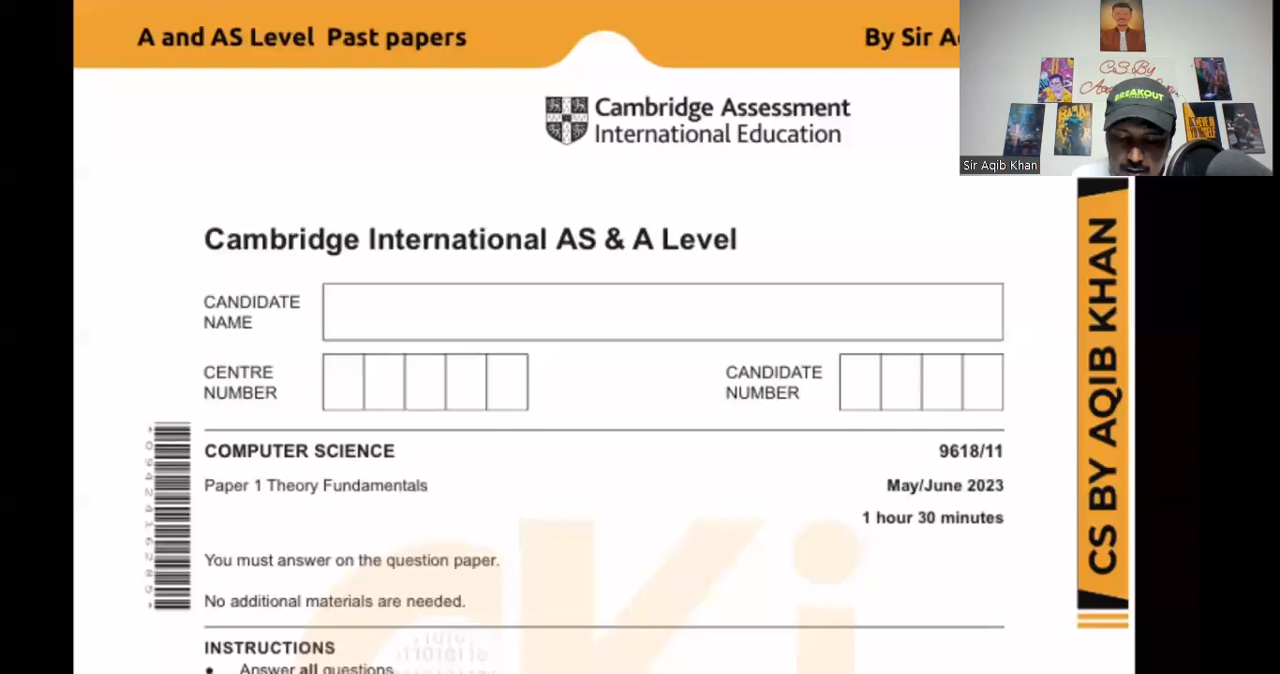 A and AS Level Past papers
By Sir A
Cambridge Assessment
International Education
CS By
BREAKOUT
Sir Aqib Khan
Cambridge International AS & A Level
CANDIDATE
NAME
CENTRE
NUMBER
CANDIDATE
NUMBER
COMPUTER SCIENCE
9618/11
Paper 1 Theory Fundamentals
May/June 2023
1 hour 30 minutes
You must answer on the question paper.
No additional materials are needed.
INSTRUCTIONS
• Answer all questions
CS BY AQIB KHAN